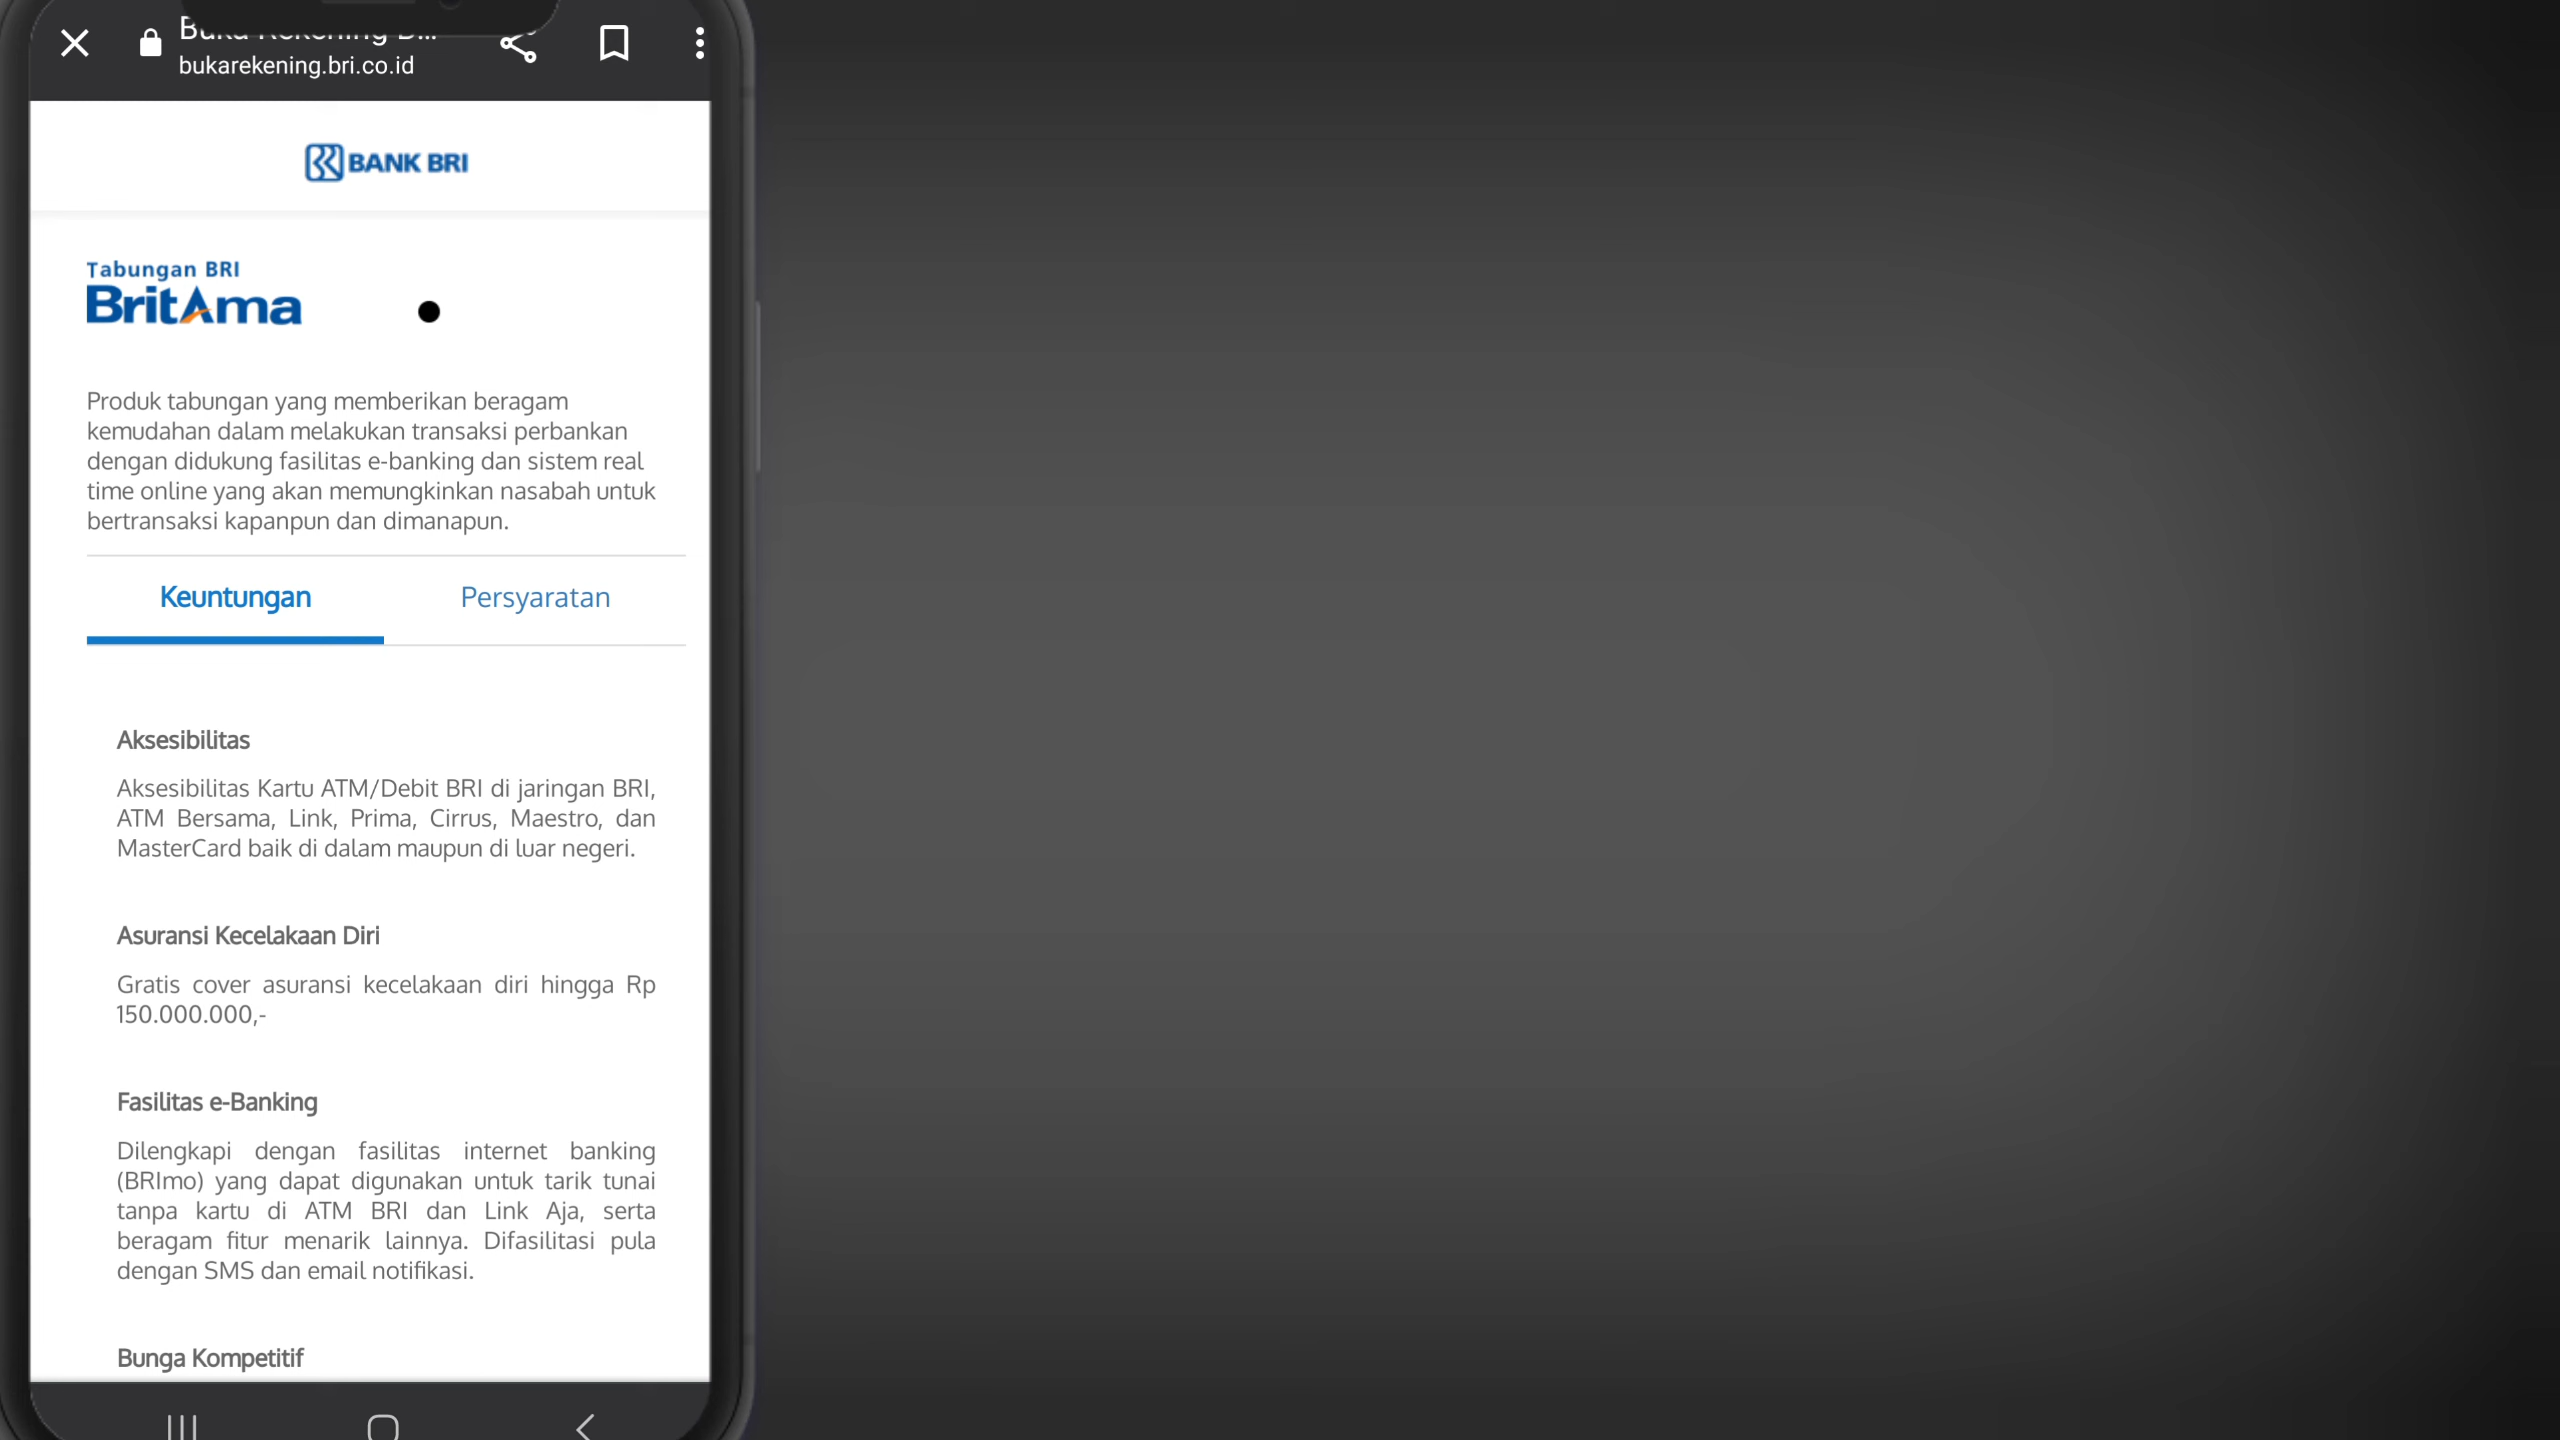 bukarekening.bri.co.id
BANK BRI
Tabungan BRI
BritAma
Produk tabungan yang memberikan beragam
kemudahan dalam melakukan transaksi perbankan
dengan didukung fasilitas e-banking dan sistem real
time online yang akan memungkinkan nasabah untuk
bertransaksi kapanpun dan dimanapun.
Keuntungan
Persyaratan
Aksesibilitas
Aksesibilitas Kartu ATM/Debit BRI di jaringan BRI,
ATM Bersama, Link, Prima, Cirrus, Maestro, dan
MasterCard baik di dalam maupun di luar negeri.
Asuransi Kecelakaan Diri
Gratis cover asuransi kecelakaan diri hingga Rp
150.000.000,-
Fasilitas e-Banking
Dilengkapi dengan fasilitas internet banking
(BRImo) yang dapat digunakan untuk tarik tunai
tanpa kartu di ATM BRI dan Link Aja, serta
beragam fitur menarik lainnya. Difasilitasi pula
dengan SMS dan email notifikasi.
Bunga Kompetitif